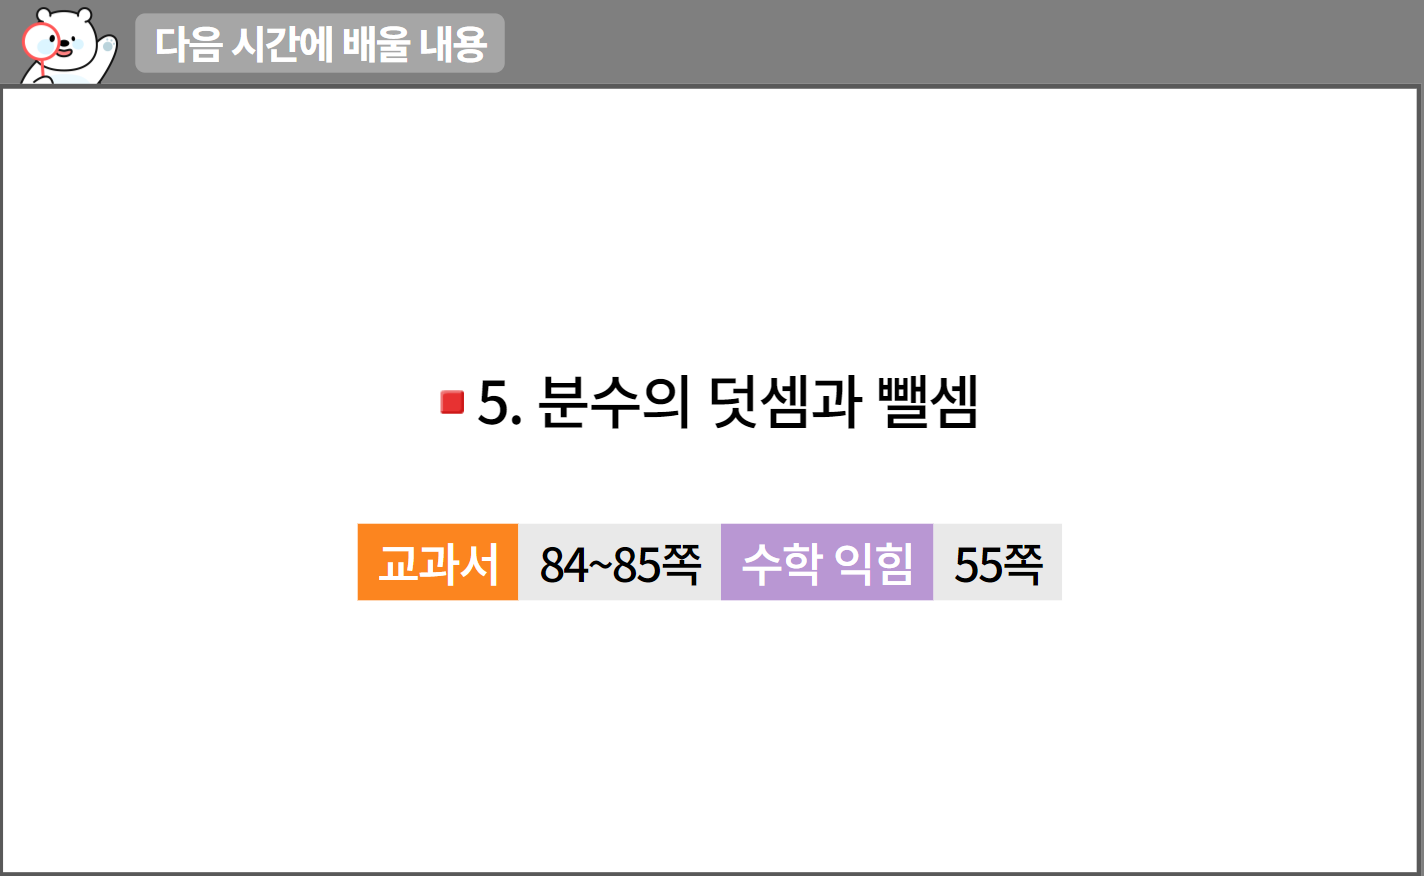 다음 시간에 배울 내용
5. 분수의 덧셈과 뺄셈
교과서 84~85쪽 수학 익힘 55쪽